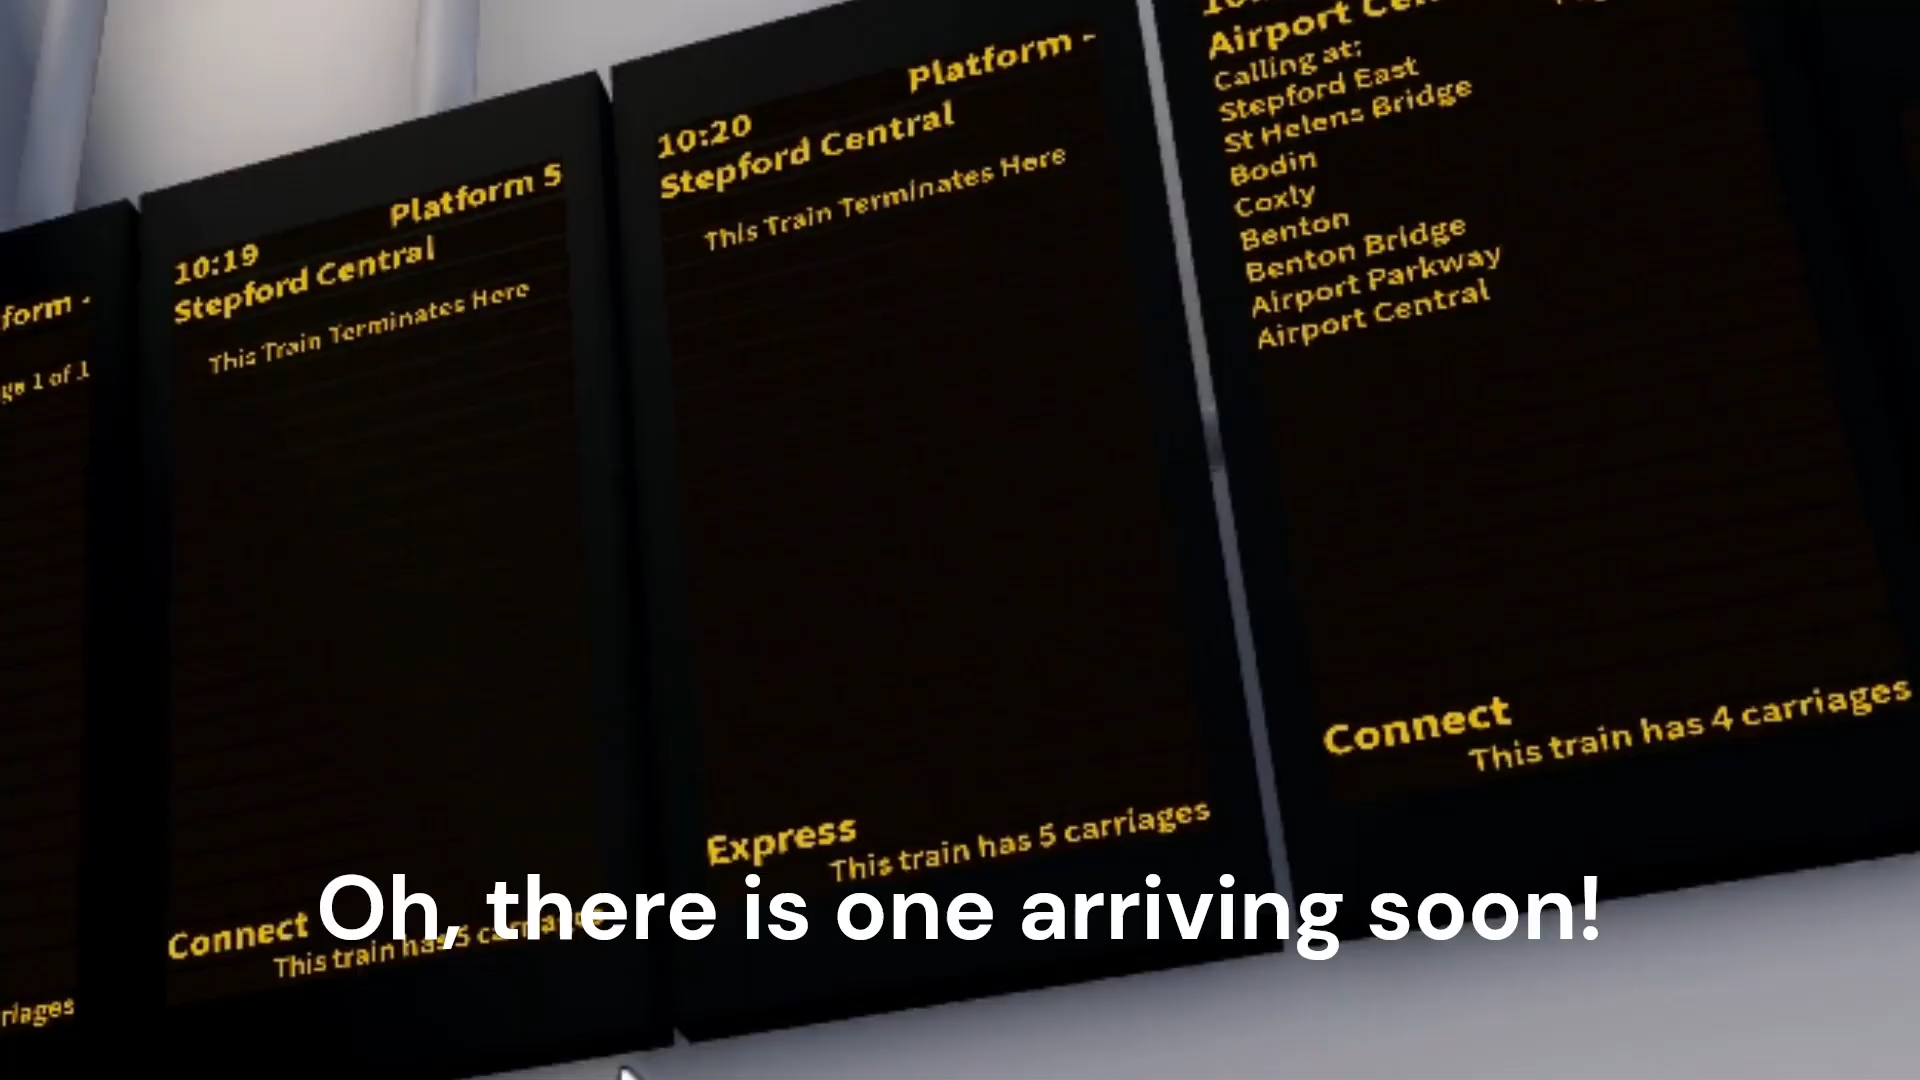 form -
1 of 1
riages
Platform 5
10:19
Stepford Central
This Train Terminates Here
Connect
This train has 5
Platform -
10:20
Stepford Central
This Train Terminates Here
Express
This train has 5 carriages
Airport
Calling at:
Stepford East
St Helens Bridge
Bodin
Coxly
Benton
Benton Bridge
Airport Parkway
Airport Central
Connect
This train has 4 carriages
Oh, there is one arriving soon!